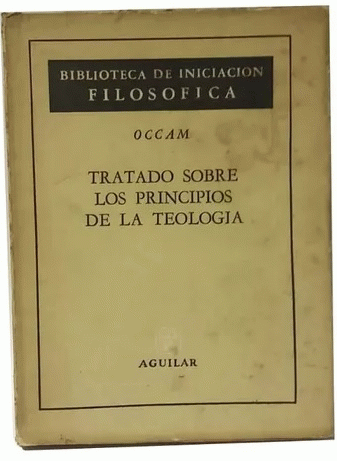 BIBLIOTECA DE INICIACION
FILOSOFICA
OCCAM
TRATADO SOBRE
LOS PRINCIPIOS
DE LA TEOLOGIA
AGUILAR